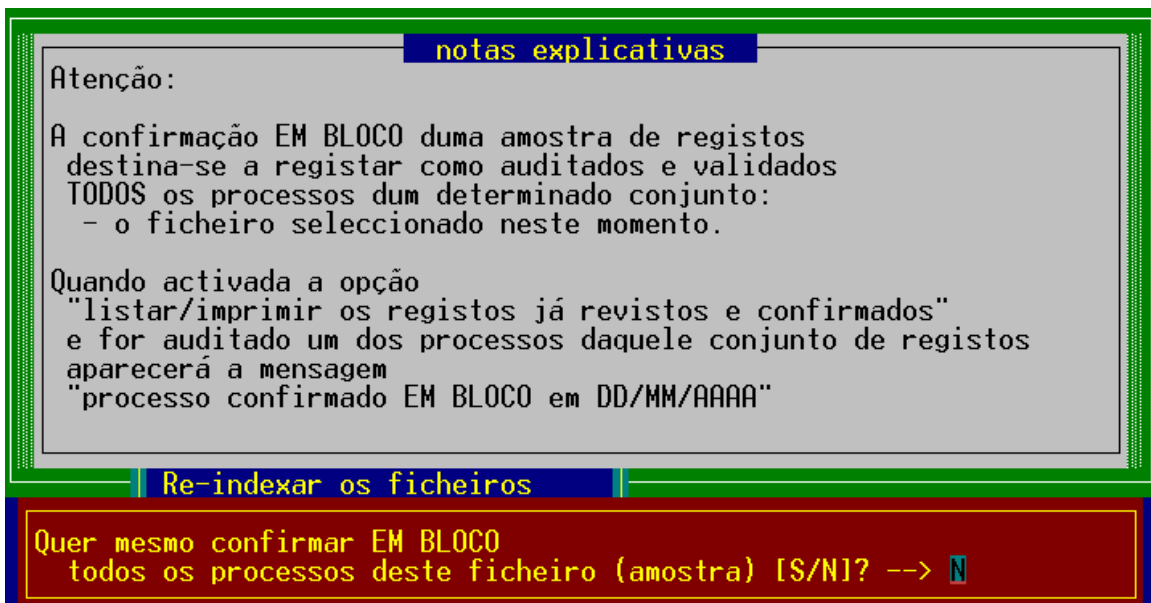 notas explicativas
Atenção:
A confirmação EM BLOCO duma amostra de registos
destina-se a registar como auditados e validados
TODOS os processos dum determinado conjunto:
- o ficheiro seleccionado neste momento.
Quando activada a opção
"listar/imprimir os registos já revistos e confirmados"
e for auditado um dos processos daquele conjunto de registos
aparecerá a mensagem
"processo confirmado EM BLOCO em DD/MM/AAAA"
Re-indexar os ficheiros
Quer mesmo confirmar EM BLOCO
todos os processos deste ficheiro (amostra) [S/N]? --> N